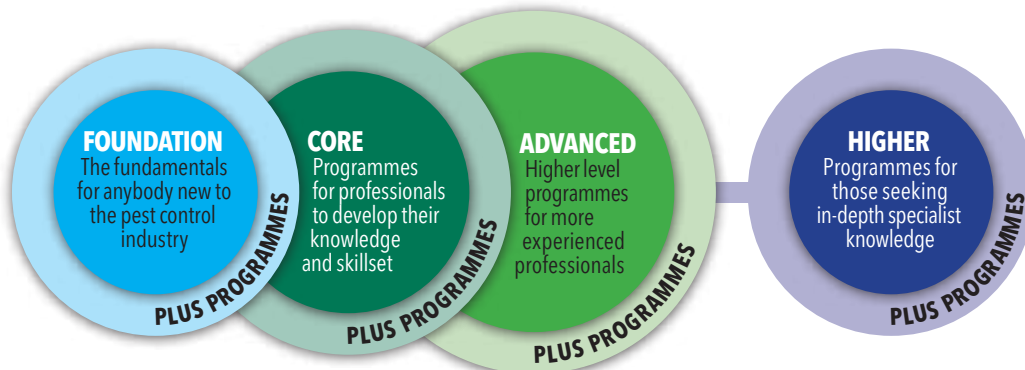 FOUNDATION
The fundamentals
for anybody new to
the pest control
industry
PLUS PROGRAMMES
CORE
Programmes
for professionals
to develop their
knowledge
and skillset
PLUS PROGRAMMES
ADVANCED
Higher level
programmes
for more
experienced
professionals
PLUS PROGRAMMES
HIGHER
Programmes for
those seeking
in-depth specialist
knowledge
PLUS PROGRAMMES